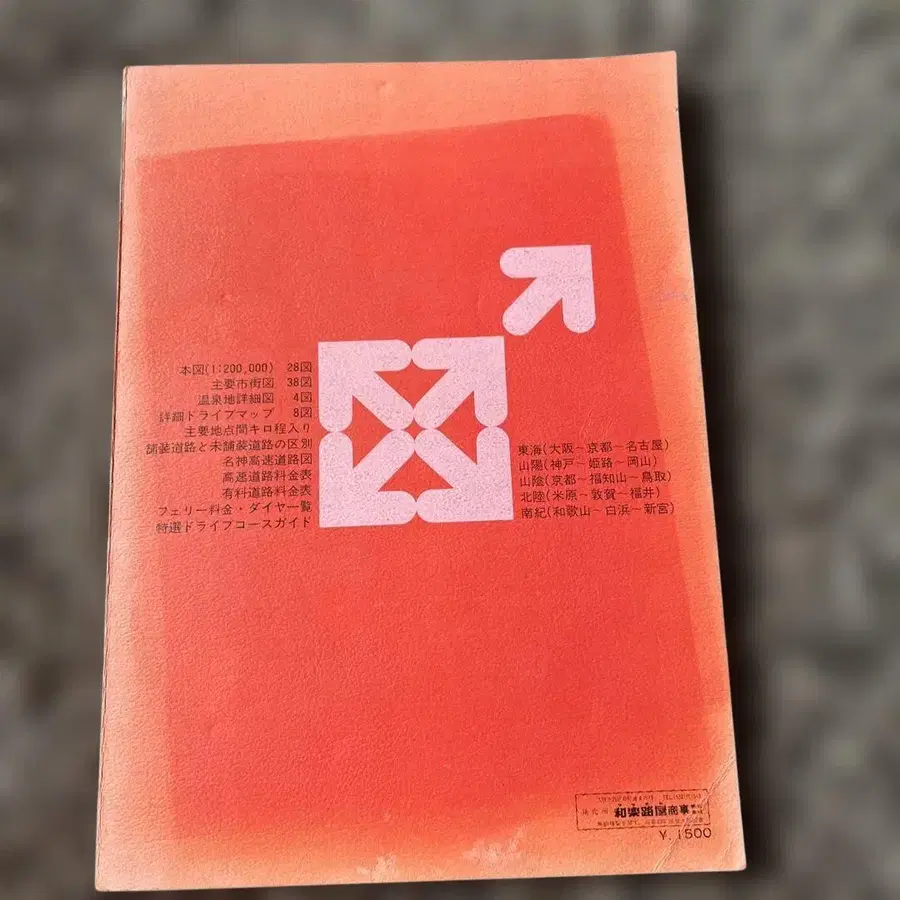 本図(1:200,000) 28図
主要市街図 38図
温泉地詳細図 4図
詳細ドライブマップ 8図
主要地点間キロ程入り
舗装道路と未舗装道路の区別
名神高速道路図
高速道路料金表
有料道路料金表
フェリー料金・ダイヤ一覧
特選ドライブコースガイド
東海(大阪～京都～名古屋)
山陽(神戸～姫路～岡山)
山陰(京都～福知山～鳥取)
北陸(米原～敦賀～福井)
南紀(和歌山～白浜～新宮)
発売所 和楽路屋商事
¥.1500